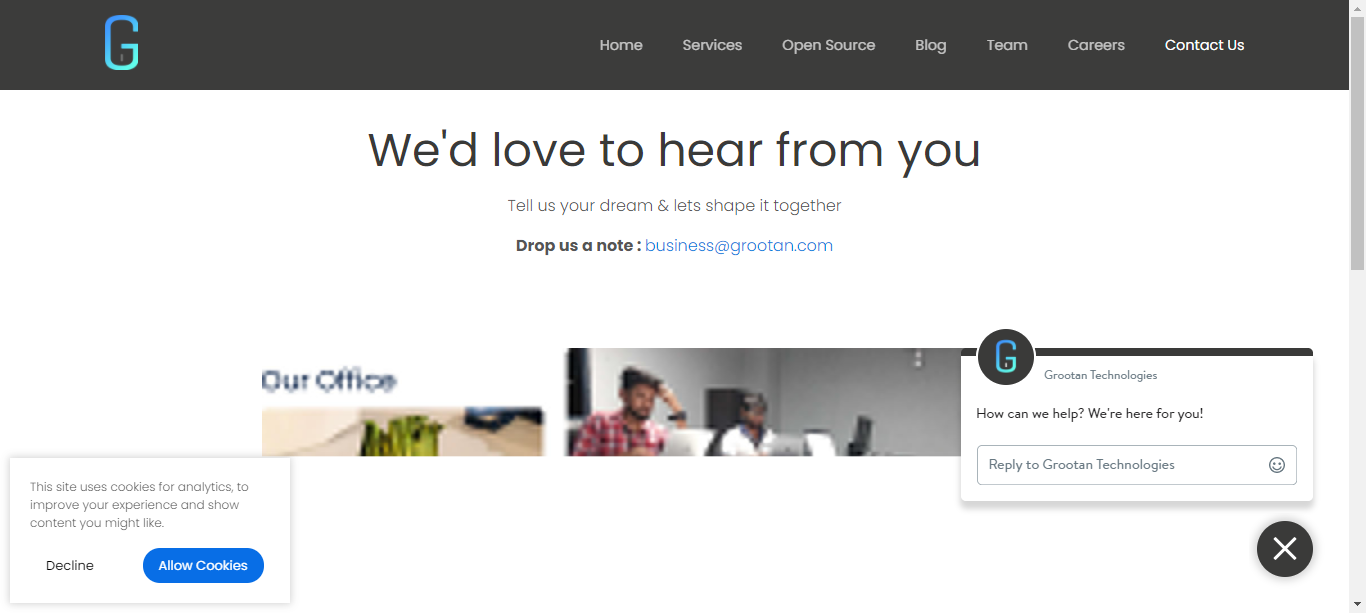 G
Home Services Open Source Blog Team Careers Contact Us
We'd love to hear from you
Tell us your dream & lets shape it together
Drop us a note : business@grootan.com
Our Office
G
Grootan Technologies
How can we help? We're here for you!
Reply to Grootan Technologies
This site uses cookies for analytics, to
improve your experience and show
content you might like.
Decline Allow Cookies